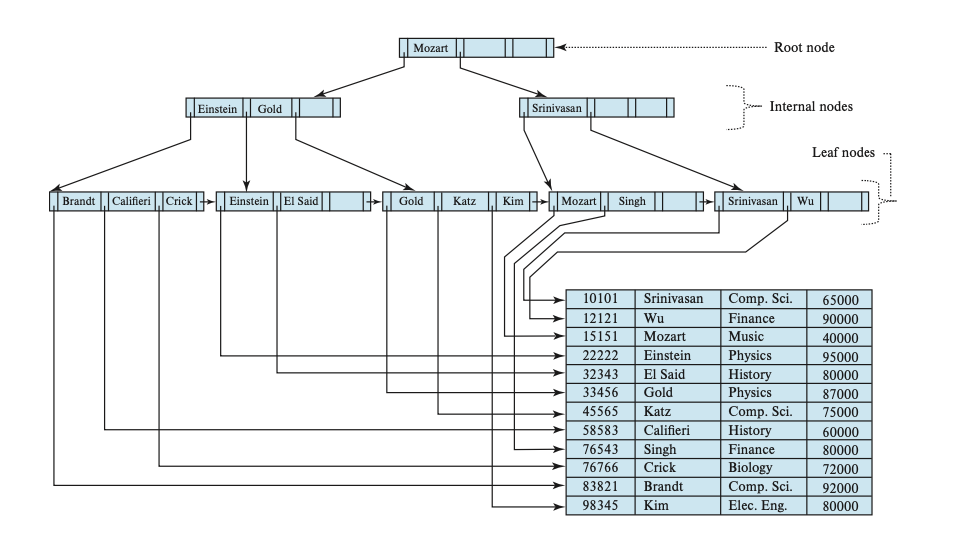 Mozart
Root node
Einstein Gold
Srinivasan
Internal nodes
Leaf nodes
Brandt Califieri Crick
Einstein El Said
Gold Katz Kim
Mozart Singh
Srinivasan Wu
10101 Srinivasan Comp. Sci. 65000
12121 Wu Finance 90000
15151 Mozart Music 40000
22222 Einstein Physics 95000
32343 El Said History 80000
33456 Gold Physics 87000
45565 Katz Comp. Sci. 75000
58583 Califieri History 60000
76543 Singh Finance 80000
76766 Crick Biology 72000
83821 Brandt Comp. Sci. 92000
98345 Kim Elec. Eng. 80000